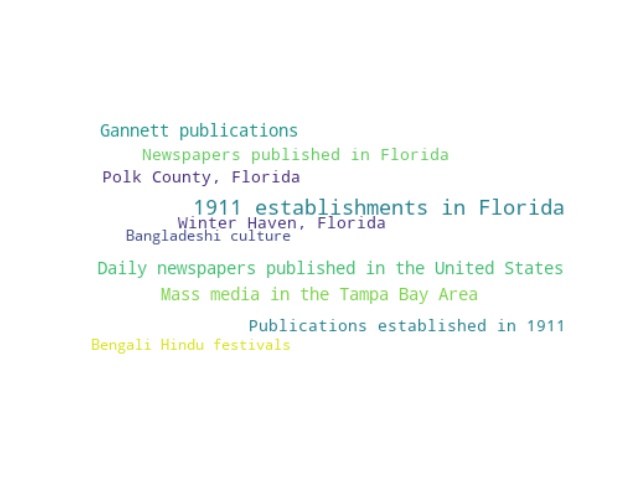 Gannett publications
Newspapers published in Florida
Polk County, Florida
1911 establishments in Florida
Winter Haven, Florida
Bangladeshi culture
Daily newspapers published in the United States
Mass media in the Tampa Bay Area
Publications established in 1911
Bengali Hindu festivals